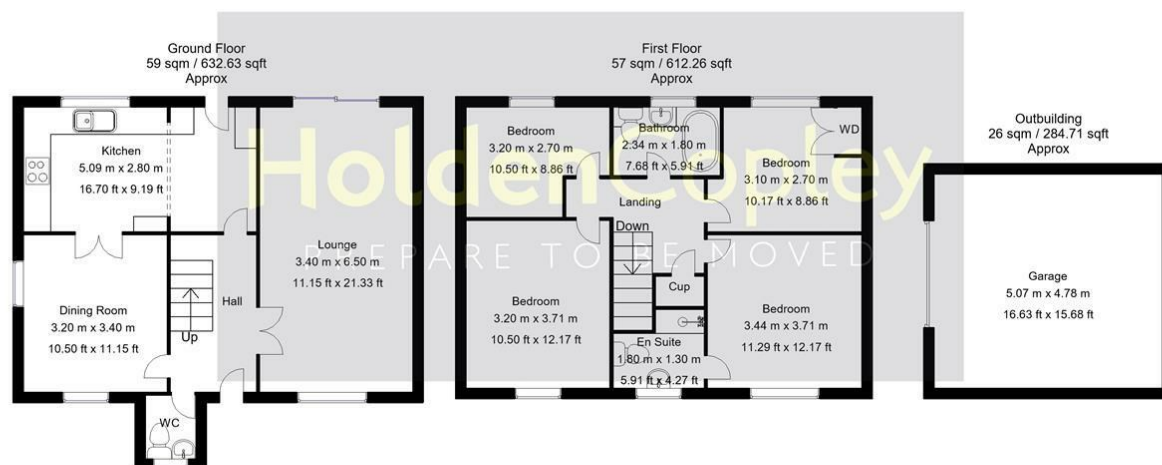 Ground Floor
59 sqm / 632.63 sqft
Approx
Kitchen
5.09 m x 2.80 m
16.70 ft x 9.19 ft
Dining Room
3.20 m x 3.40 m
10.50 ft x 11.15 ft
Up
Hall
Lounge
3.40 m x 6.50 m
11.15 ft x 21.33 ft
WC
First Floor
57 sqm / 612.26 sqft
Approx
Bedroom
3.20 m x 2.70 m
10.50 ft x 8.86 ft
Bathroom
2.34 m x 1.80 m
7.68 ft x 5.91 ft
WD
Bedroom
3.10 m x 2.70 m
10.17 ft x 8.86 ft
Landing
Down
Cup
Bedroom
3.20 m x 3.71 m
10.50 ft x 12.17 ft
En Suite
1.80 m x 1.30 m
5.91 ft x 4.27 ft
Bedroom
3.44 m x 3.71 m
11.29 ft x 12.17 ft
Outbuilding
26 sqm / 284.71 sqft
Approx
Garage
5.07 m x 4.78 m
16.63 ft x 15.68 ft
HoldenCopley
PREPARE TO BE MOVED